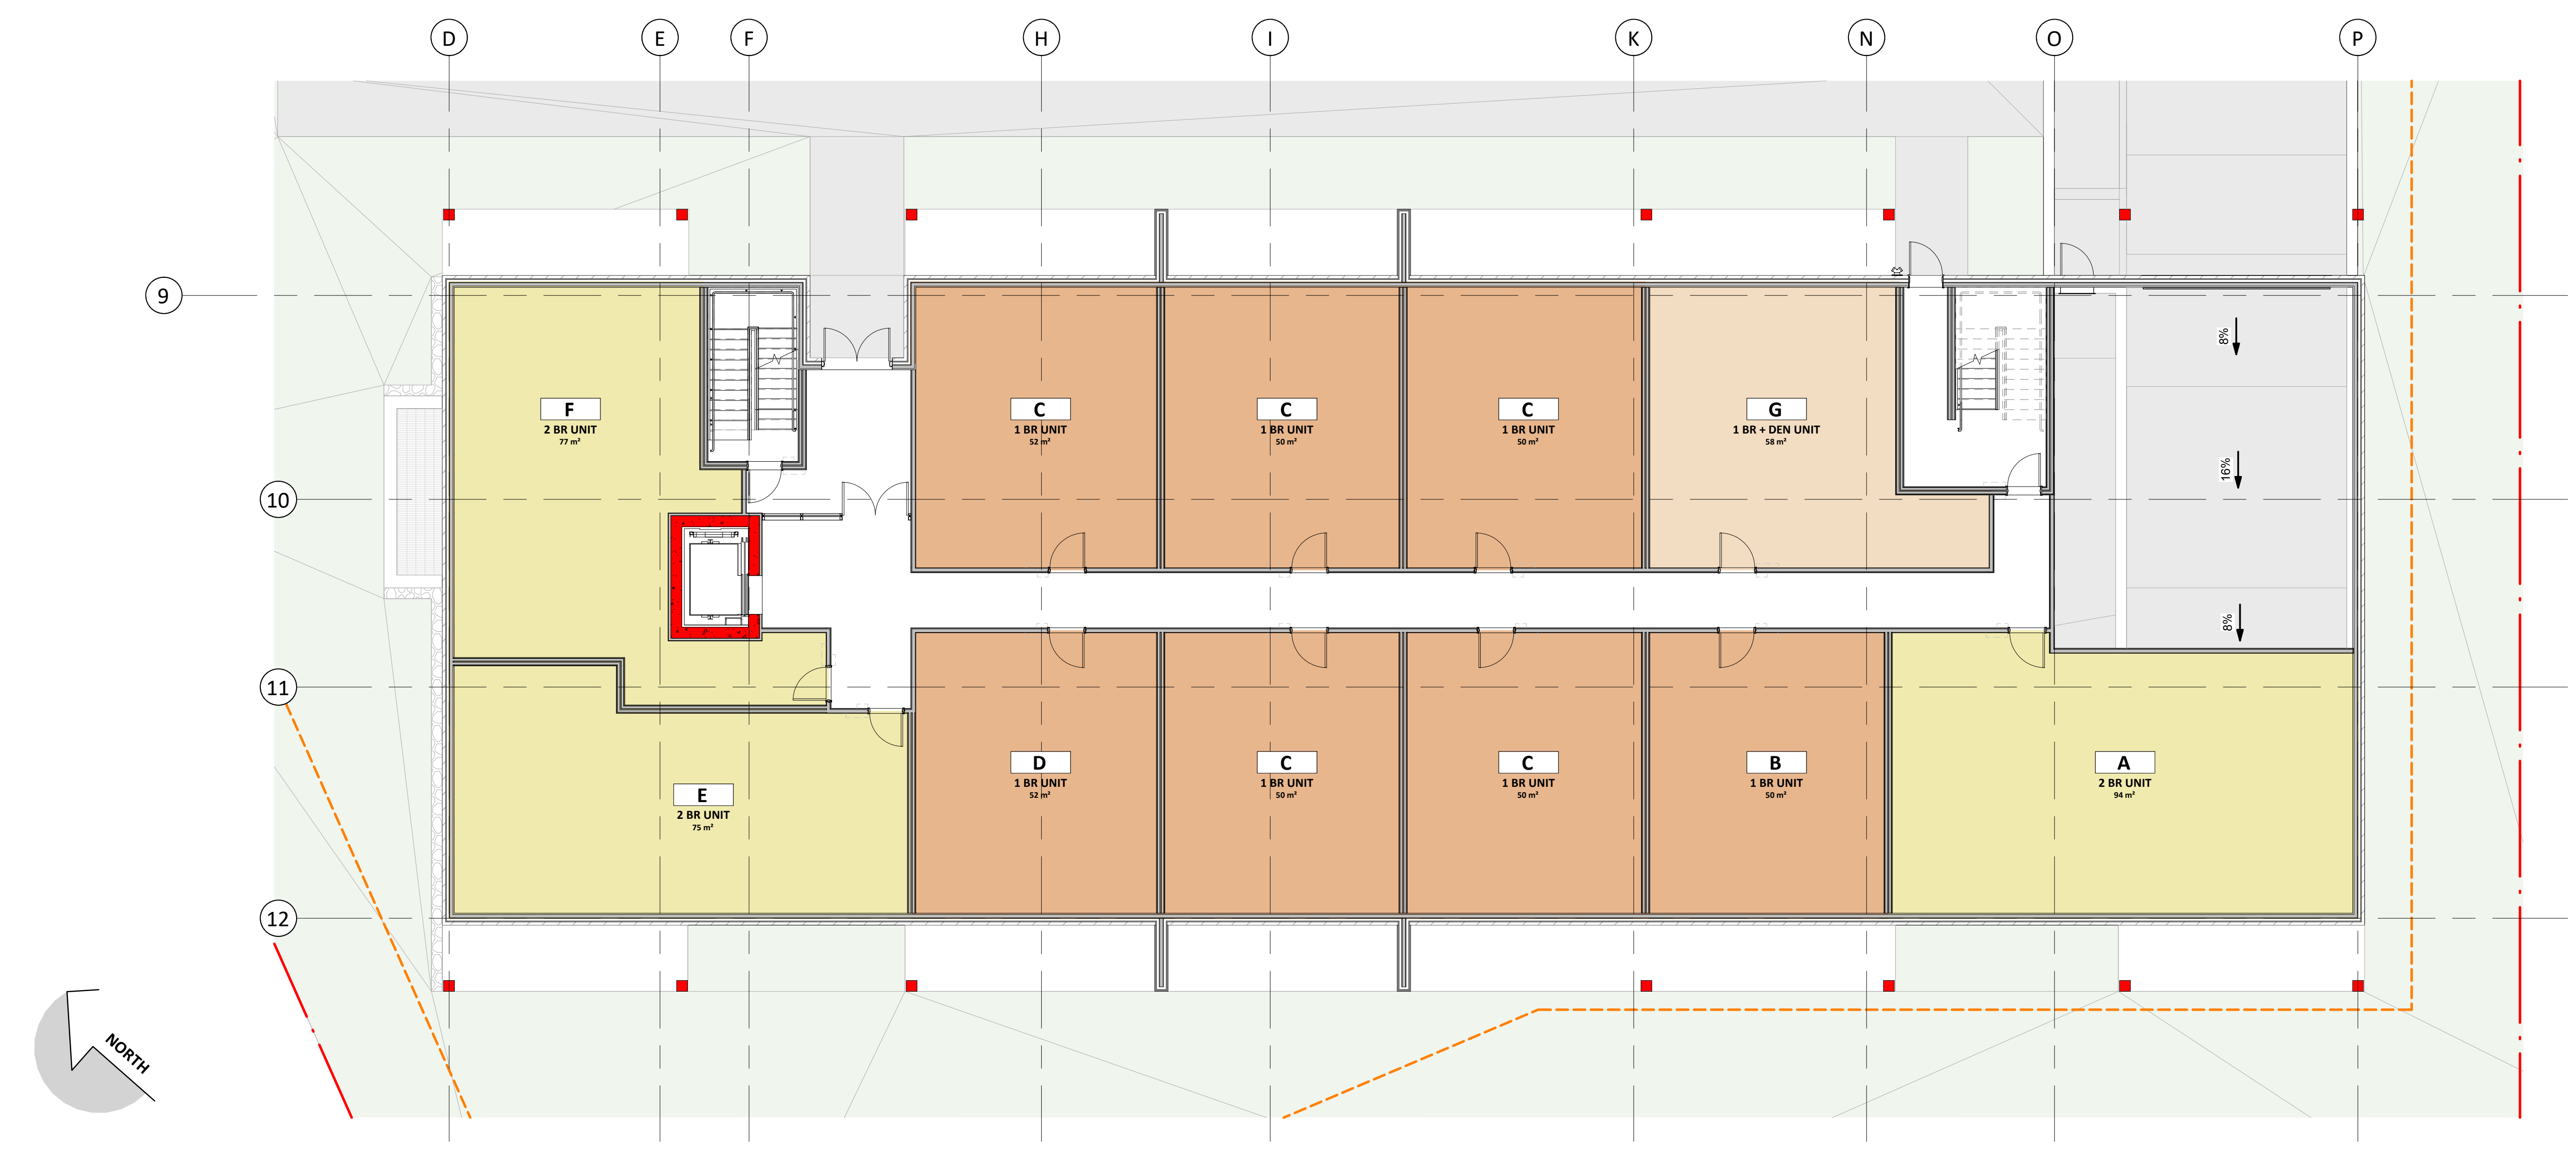 D
E
F
H
I
K
N
O
P
9
10
11
12
F
2 BR UNIT
77 m²
C
1 BR UNIT
52 m²
C
1 BR UNIT
50 m²
C
1 BR UNIT
50 m²
G
1 BR + DEN UNIT
58 m²
8%
16%
8%
E
2 BR UNIT
75 m²
D
1 BR UNIT
52 m²
C
1 BR UNIT
50 m²
C
1 BR UNIT
50 m²
B
1 BR UNIT
50 m²
A
2 BR UNIT
94 m²
NORTH